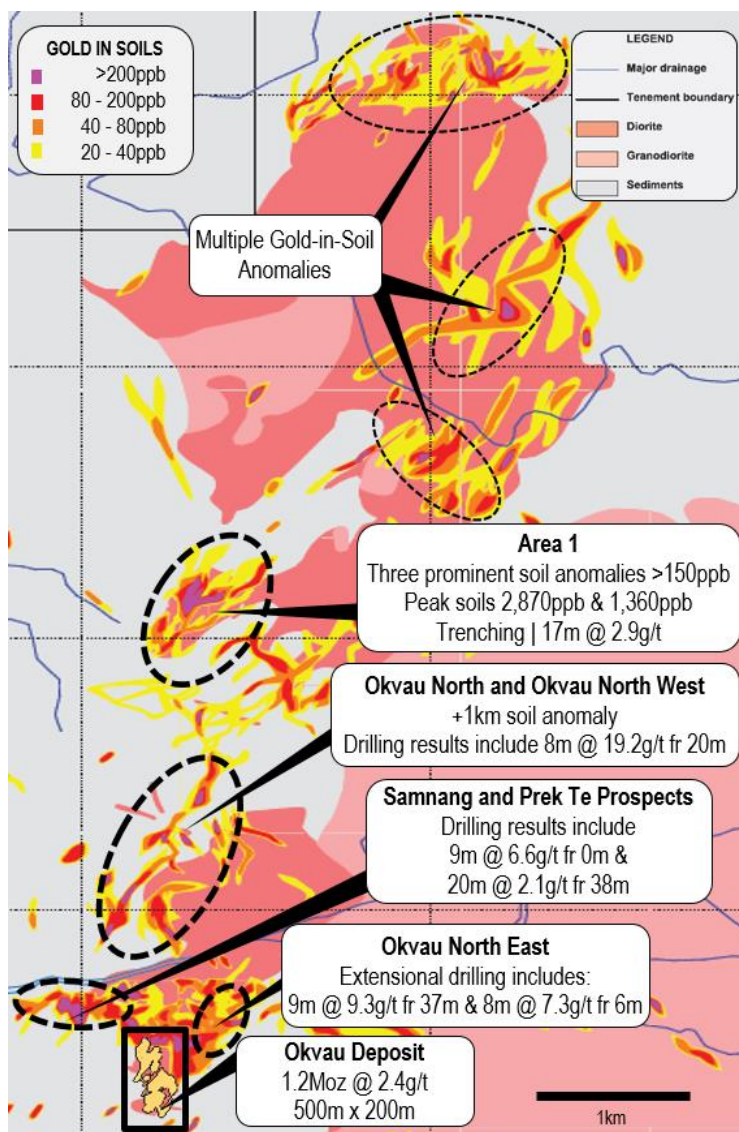 GOLD IN SOILS
>200ppb
80 - 200ppb
40 - 80ppb
20 - 40ppb
LEGEND
Major drainage
Tenement boundary
Diorite
Granodiorite
Sediments
Multiple Gold-in-Soil
Anomalies
Area 1
Three prominent soil anomalies >150ppb
Peak soils 2,870ppb & 1,360ppb
Trenching | 17m @ 2.9g/t
Okvau North and Okvau North West
+1km soil anomaly
Drilling results include 8m @ 19.2g/t fr 20m
Samnang and Prek Te Prospects
Drilling results include
9m @ 6.6g/t fr 0m &
20m @ 2.1g/t fr 38m
Okvau North East
Extensional drilling includes:
9m @ 9.3g/t fr 37m & 8m @ 7.3g/t fr 6m
Okvau Deposit
1.2Moz @ 2.4g/t
500m x 200m
1km